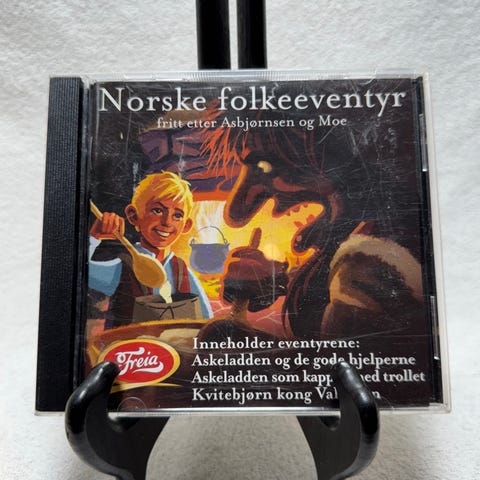 Norske folkeeventyr
fritt etter Asbjørnsen og Moe
Freia
Inneholder eventyrene:
Askeladden og de gode hjelperne
Askeladden som trollet
Kvitebjørn kong